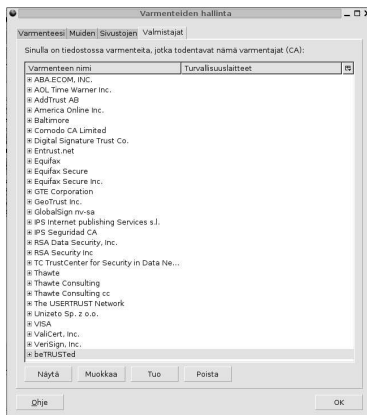 Varmenteiden hallinta
Varmenteesi Muiden Sivustojen Valmistajat
Sinulla on tiedostossa varmenteita, jotka todentavat nämä varmentajat (CA):
Varmenteen nimi Turvallisuuslaitteet
ABA.ECOM, INC.
AOL Time Warner Inc.
AddTrust AB
America Online Inc.
Baltimore
Comodo CA Limited
Digital Signature Trust Co.
Entrust.net
Equifax
Equifax Secure
Equifax Secure Inc.
GTE Corporation
GeoTrust Inc.
GlobalSign nv-sa
IPS Internet publishing Services s.l.
IPS Seguridad CA
RSA Data Security, Inc.
RSA Security Inc
TC TrustCenter for Security in Data Ne...
Thawte
Thawte Consulting
Thawte Consulting cc
The USERTRUST Network
Unizeto Sp. z o.o.
VISA
ValiCert, Inc.
VeriSign, Inc.
beTRUSTed
Näytä Muokkaa Tuo Poista
Ohje OK